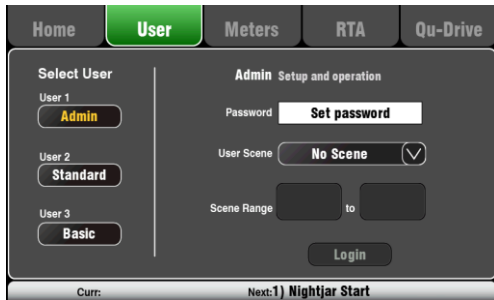 Home User Meters RTA Qu-Drive
Select User
User 1
Admin
User 2
Standard
User 3
Basic
Admin Setup and operation
Password Set password
User Scene No Scene
Scene Range to
Login
Curr: Next:1) Nightjar Start